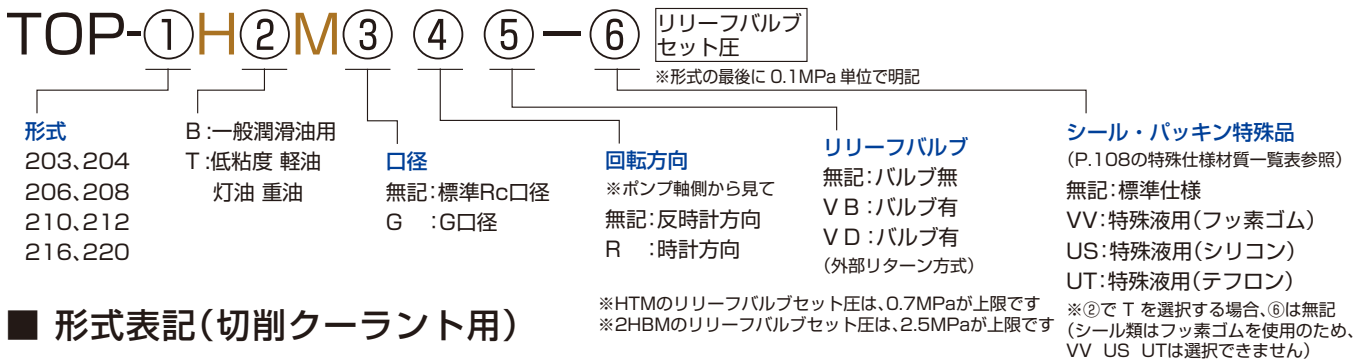 TOP-①H②M③ ④ ⑤-⑥ リリーフバルブ
セット圧
※形式の最後に 0.1MPa 単位で明記
形式
203、204
206、208
210、212
216、220
B:一般潤滑油用
T:低粘度 軽油
灯油 重油
口径
無記:標準Rc口径
G :G口径
回転方向
※ポンプ軸側から見て
無記:反時計方向
R :時計方向
リリーフバルブ
無記:バルブ無
VB:バルブ有
VD:バルブ有
(外部リターン方式)
シール・パッキン特殊品
(P.108の特殊仕様材質一覧表参照)
無記:標準仕様
VV:特殊液用(フッ素ゴム)
US:特殊液用(シリコン)
UT:特殊液用(テフロン)
※②で T を選択する場合、⑥は無記
(シール類はフッ素ゴムを使用のため、
VV US UTは選択できません)
※HTMのリリーフバルブセット圧は、0.7MPaが上限です
※2HBMのリリーフバルブセット圧は、2.5MPaが上限です
■ 形式表記(切削クーラント用)